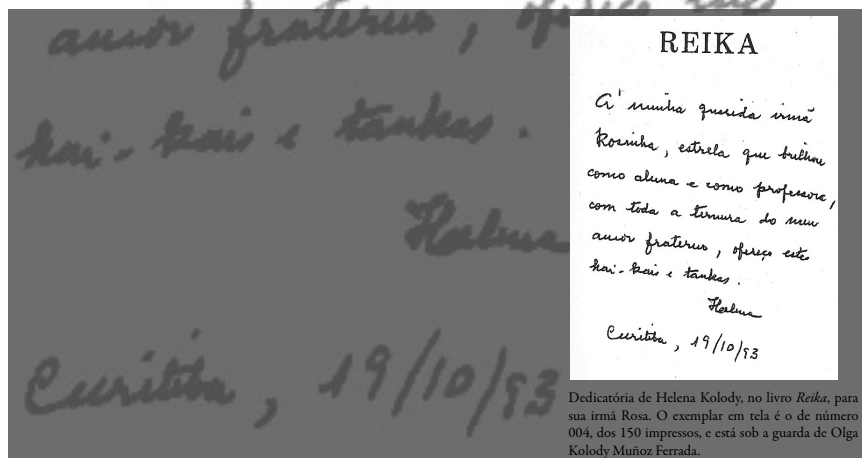 amor fraterno, ofereço estes
hai-kais e tankas.
Helena
Curitiba, 19/10/93
REIKA
À minha querida irmã
Rosinha, estrela que brilhou
como aluna e como professora,
com toda a ternura do meu
amor fraterno, ofereço estes
hai-kais e tankas.
Helena
Curitiba, 19/10/93
Dedicatória de Helena Kolody, no livro Reika, para
sua irmã Rosa. O exemplar em tela é o de número
004, dos 150 impressos, e está sob a guarda de Olga
Kolody Muñoz Ferrada.